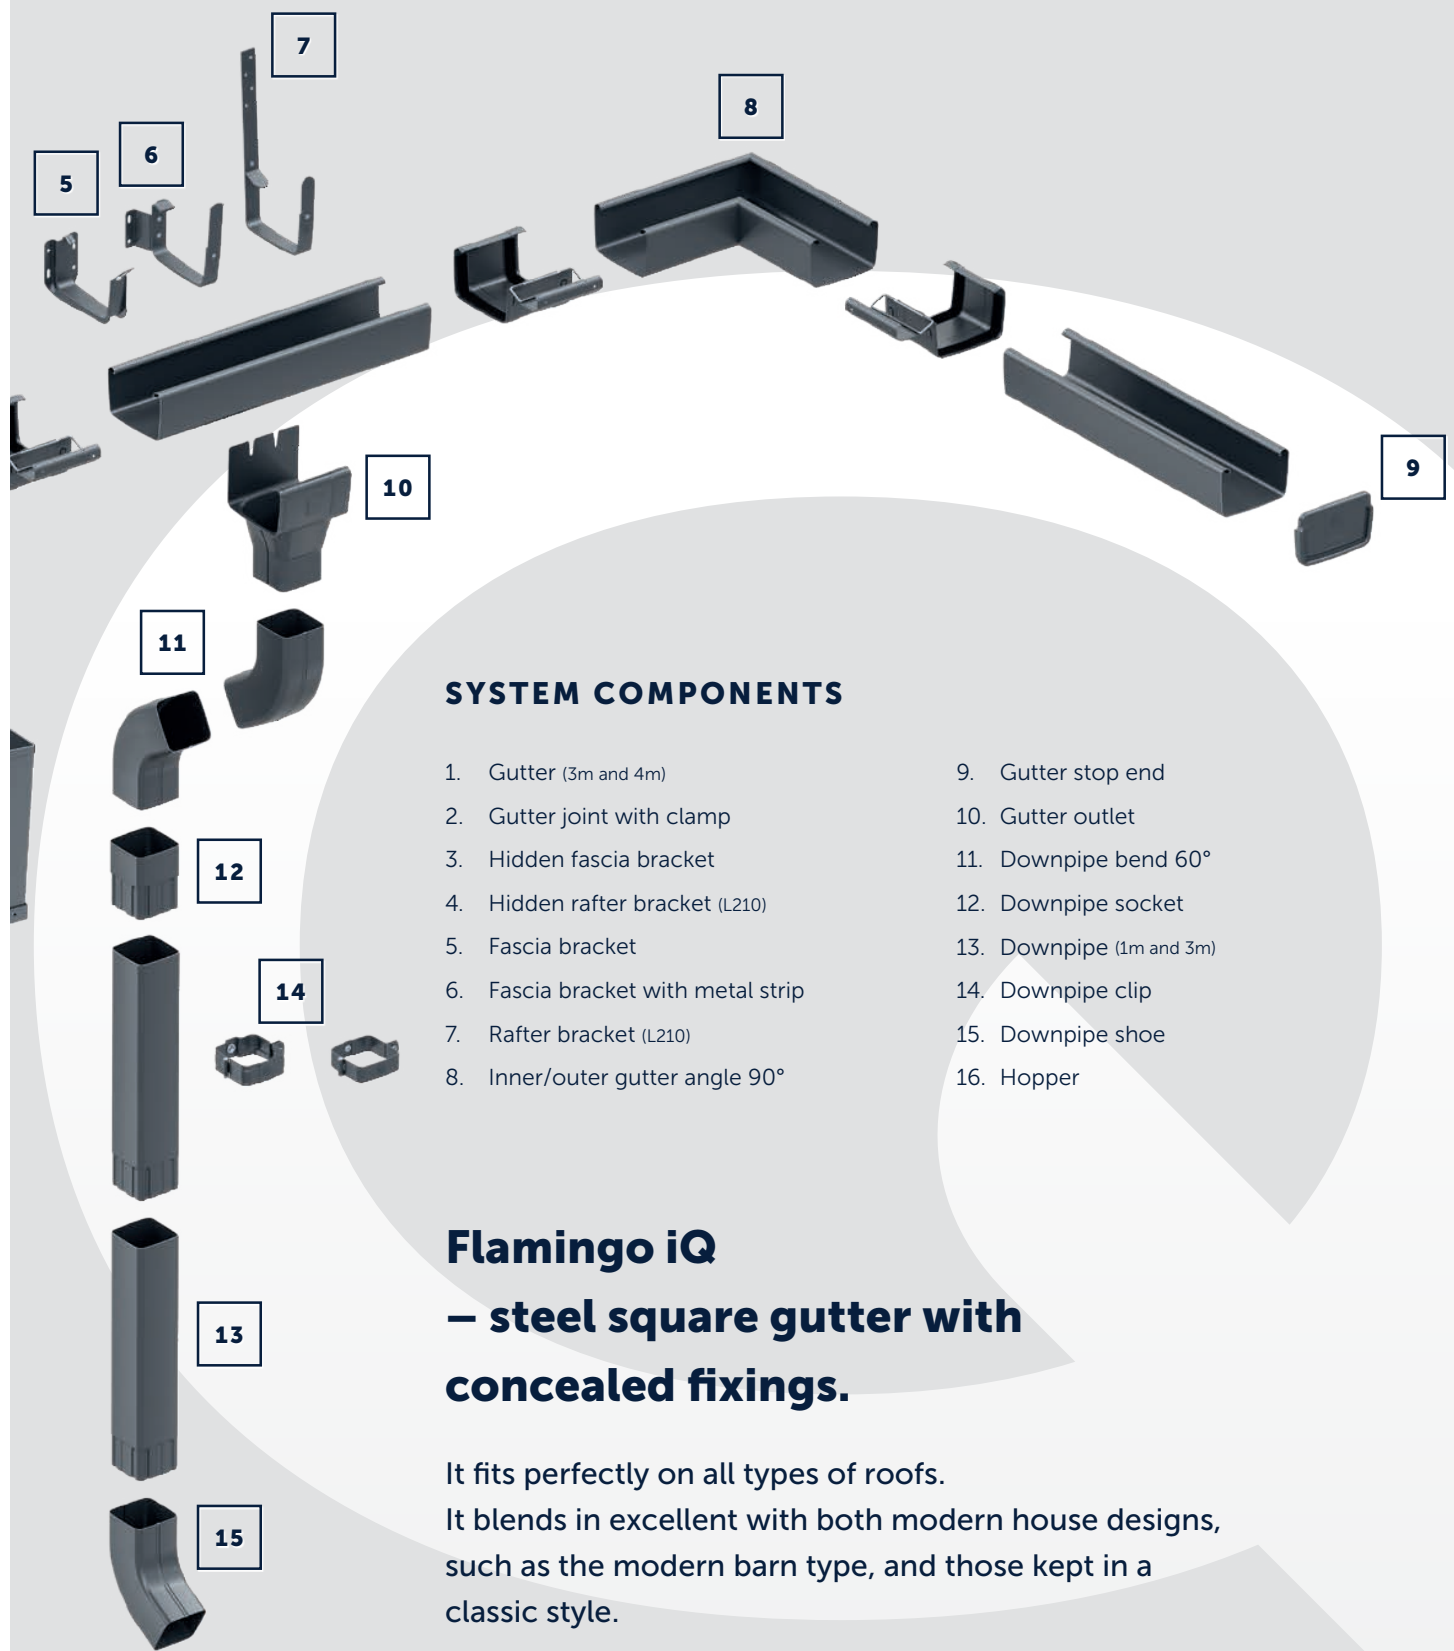 7
8
6
5
9
10
11
SYSTEM COMPONENTS
1. Gutter (3m and 4m)
2. Gutter joint with clamp
3. Hidden fascia bracket
4. Hidden rafter bracket (L210)
5. Fascia bracket
6. Fascia bracket with metal strip
7. Rafter bracket (L210)
8. Inner/outer gutter angle 90°
9. Gutter stop end
10. Gutter outlet
11. Downpipe bend 60°
12. Downpipe socket
13. Downpipe (1m and 3m)
14. Downpipe clip
15. Downpipe shoe
16. Hopper
12
14
13
15
Flamingo iQ
– steel square gutter with
concealed fixings.
It fits perfectly on all types of roofs.
It blends in excellent with both modern house designs,
such as the modern barn type, and those kept in a
classic style.